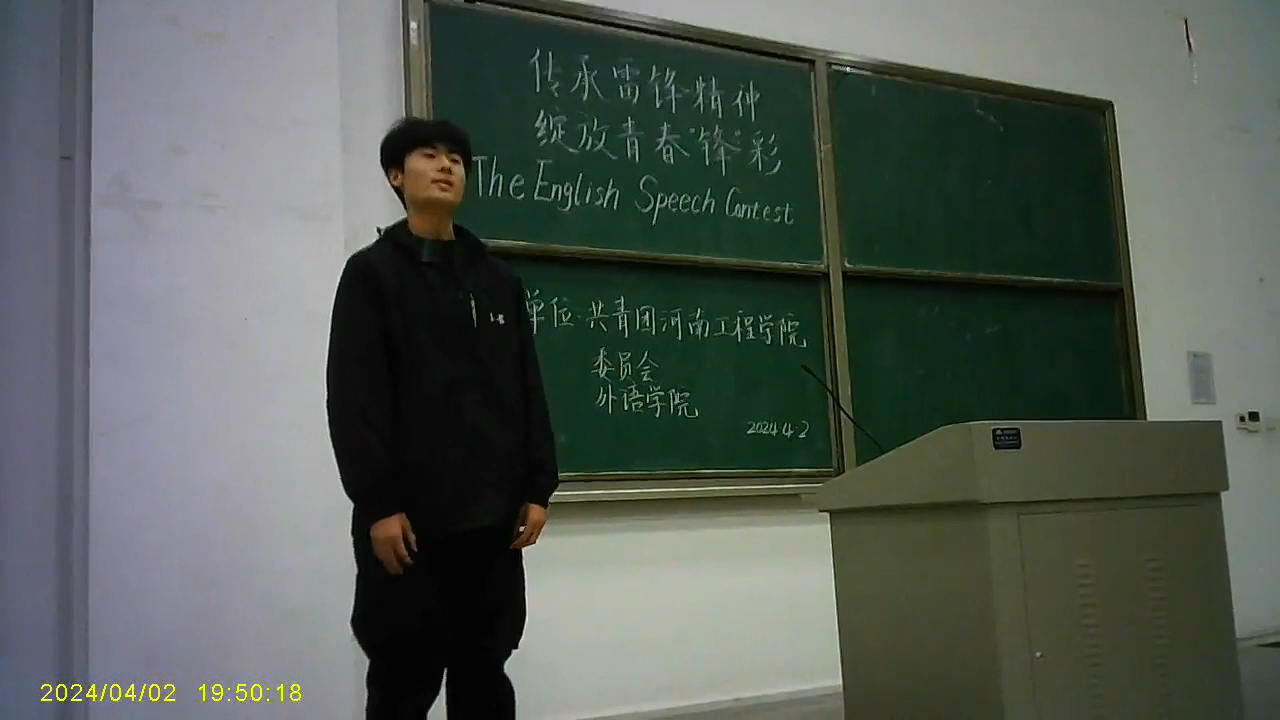 传承雷锋精神
绽放青春“锋”彩
The English Speech Contest
单位:共青团河南工程学院
委员会
外语学院
2024.4.2
2024/04/02 19:50:18